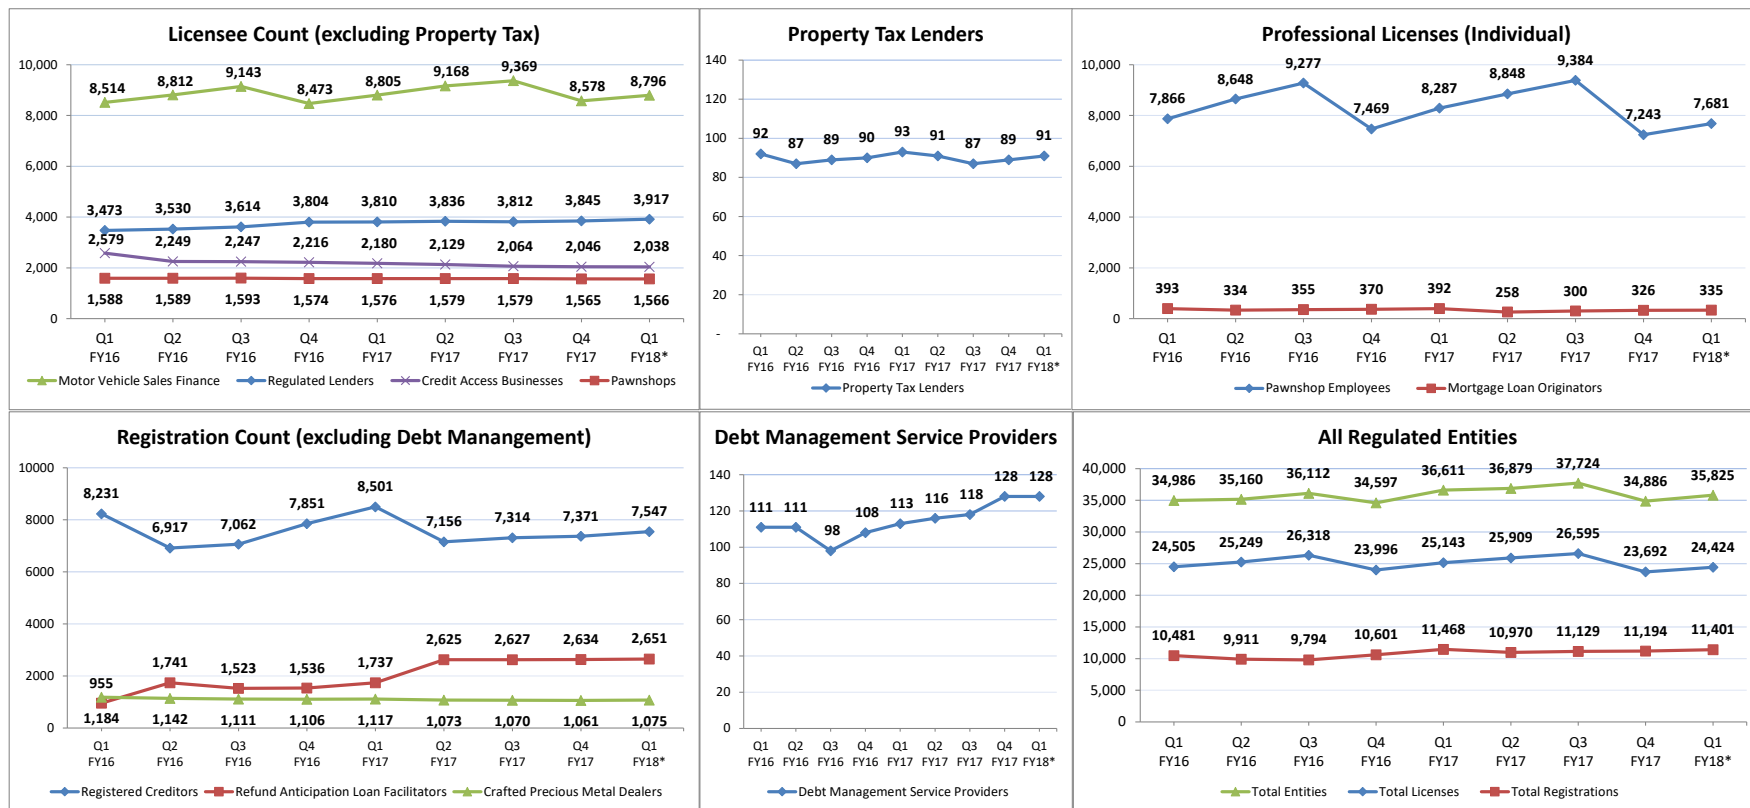 Licensee Count (excluding Property Tax)
10,000
8,000
6,000
4,000
2,000
0
8,514 8,812 9,143 8,473 8,805 9,168 9,369 8,578 8,796
3,473 3,530 3,614 3,804 3,810 3,836 3,812 3,845 3,917
2,579 2,249 2,247 2,216 2,180 2,129 2,064 2,046 2,038
1,588 1,589 1,593 1,574 1,576 1,579 1,579 1,565 1,566
Q1 Q2 Q3 Q4 Q1 Q2 Q3 Q4 Q1
FY16 FY16 FY16 FY16 FY17 FY17 FY17 FY17 FY18*
Motor Vehicle Sales Finance Regulated Lenders Credit Access Businesses Pawnshops
Property Tax Lenders
140
120
100
80
60
40
20
-
92 87 89 90 93 91 87 89 91
Q1 Q2 Q3 Q4 Q1 Q2 Q3 Q4 Q1
FY16 FY16 FY16 FY16 FY17 FY17 FY17 FY17 FY18*
Property Tax Lenders
Professional Licenses (Individual)
10,000
8,000
6,000
4,000
2,000
0
7,866 8,648 9,277 7,469 8,287 8,848 9,384 7,243 7,681
393 334 355 370 392 258 300 326 335
Q1 Q2 Q3 Q4 Q1 Q2 Q3 Q4 Q1
FY16 FY16 FY16 FY16 FY17 FY17 FY17 FY17 FY18*
Pawnshop Employees Mortgage Loan Originators
Registration Count (excluding Debt Manangement)
10000
8000
6000
4000
2000
0
8,231 6,917 7,062 7,851 8,501 7,156 7,314 7,371 7,547
955 1,741 1,523 1,536 1,737 2,625 2,627 2,634 2,651
1,184 1,142 1,111 1,106 1,117 1,073 1,070 1,061 1,075
Q1 Q2 Q3 Q4 Q1 Q2 Q3 Q4 Q1
FY16 FY16 FY16 FY16 FY17 FY17 FY17 FY17 FY18*
Registered Creditors Refund Anticipation Loan Facilitators Crafted Precious Metal Dealers
Debt Management Service Providers
140
120
100
80
60
40
20
0
111 111 98 108 113 116 118 128 128
Q1 Q2 Q3 Q4 Q1 Q2 Q3 Q4 Q1
FY16 FY16 FY16 FY16 FY17 FY17 FY17 FY17 FY18*
Debt Management Service Providers
All Regulated Entities
40,000
35,000
30,000
25,000
20,000
15,000
10,000
5,000
0
34,986 35,160 36,112 34,597 36,611 36,879 37,724 34,886 35,825
24,505 25,249 26,318 23,996 25,143 25,909 26,595 23,692 24,424
10,481 9,911 9,794 10,601 11,468 10,970 11,129 11,194 11,401
Q1 Q2 Q3 Q4 Q1 Q2 Q3 Q4 Q1
FY16 FY16 FY16 FY16 FY17 FY17 FY17 FY17 FY18*
Total Entities Total Licenses Total Registrations